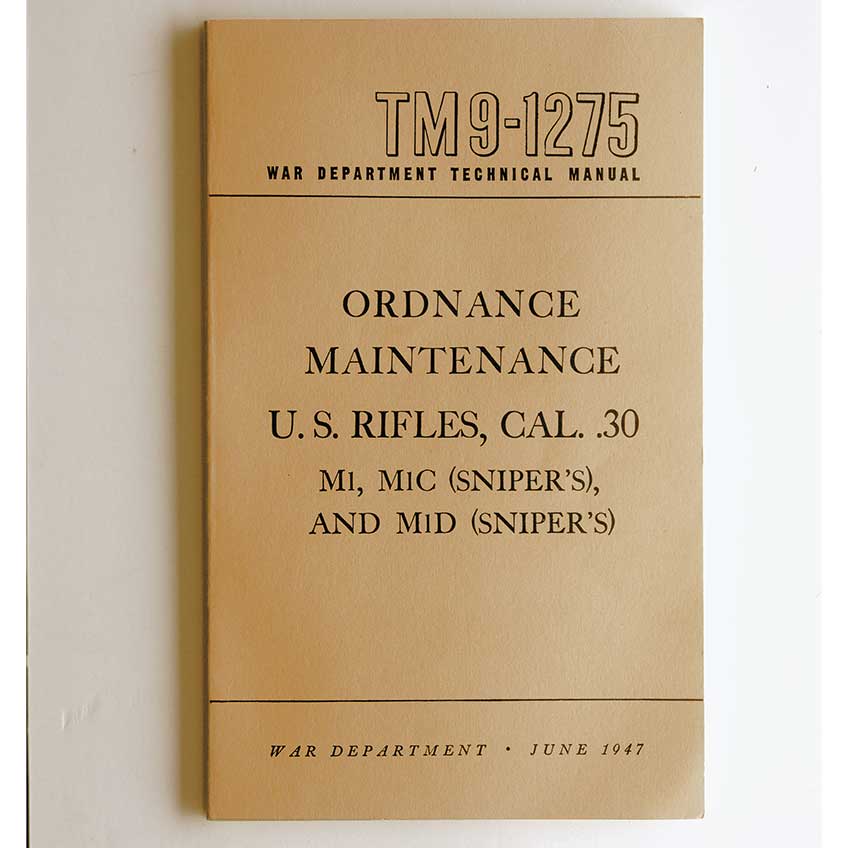 TM 9-1275
WAR DEPARTMENT TECHNICAL MANUAL
ORDNANCE
MAINTENANCE
U. S. RIFLES, CAL. .30
M1, M1C (SNIPER'S),
AND M1D (SNIPER'S)
WAR DEPARTMENT • JUNE 1947